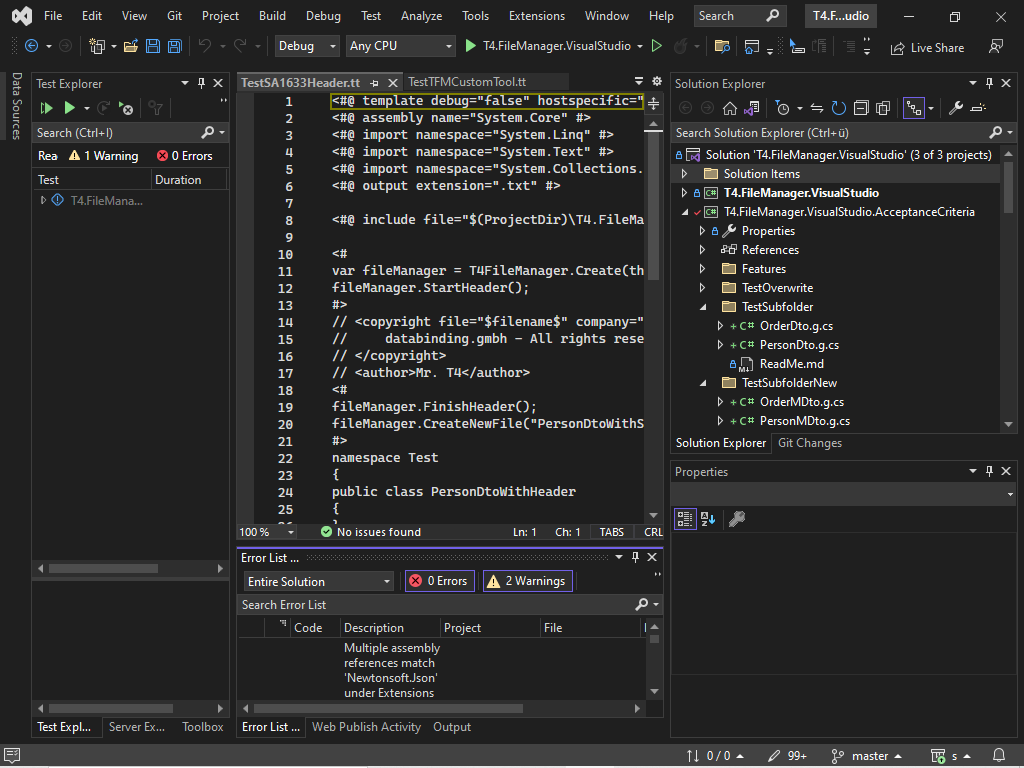 File Edit View Git Project Build Debug Test Analyze Tools Extensions Window Help Search T4.F...udio
Debug Any CPU T4.FileManager.VisualStudio Live Share
Data Sources
Test Explorer
Search (Ctrl+I)
Rea 1 Warning 0 Errors
Test Duration
T4.FileMana...
Test Expl... Server Ex... Toolbox
TestSA1633Header.tt TestTFMCustomTool.tt
1 <#@ template debug="false" hostspecific="
2 <#@ assembly name="System.Core" #>
3 <#@ import namespace="System.Linq" #>
4 <#@ import namespace="System.Text" #>
5 <#@ import namespace="System.Collections.
6 <#@ output extension=".txt" #>
7
8 <#@ include file="$(ProjectDir)\T4.FileMa
9
10 <#
11 var fileManager = T4FileManager.Create(th
12 fileManager.StartHeader();
13 #>
14 // <copyright file="$filename$" company="
15 //     databinding.gmbh - All rights rese
16 // </copyright>
17 // <author>Mr. T4</author>
18 <#
19 fileManager.FinishHeader();
20 fileManager.CreateNewFile("PersonDtoWithS
21 #>
22 namespace Test
23 {
24 public class PersonDtoWithHeader
25 {
100 % No issues found Ln: 1 Ch: 1 TABS CRL
Error List ...
Entire Solution 0 Errors 2 Warnings
Search Error List
Code Description Project File
Multiple assembly
references match
'Newtonsoft.Json'
under Extensions
Error List ... Web Publish Activity Output
Solution Explorer
Search Solution Explorer (Ctrl+ü)
Solution 'T4.FileManager.VisualStudio' (3 of 3 projects)
Solution Items
C# T4.FileManager.VisualStudio
C# T4.FileManager.VisualStudio.AcceptanceCriteria
Properties
References
Features
TestOverwrite
TestSubfolder
+ C# OrderDto.g.cs
+ C# PersonDto.g.cs
ReadMe.md
TestSubfolderNew
+ C# OrderMDto.g.cs
+ C# PersonMDto.g.cs
Solution Explorer Git Changes
Properties
0 / 0 99+ master s